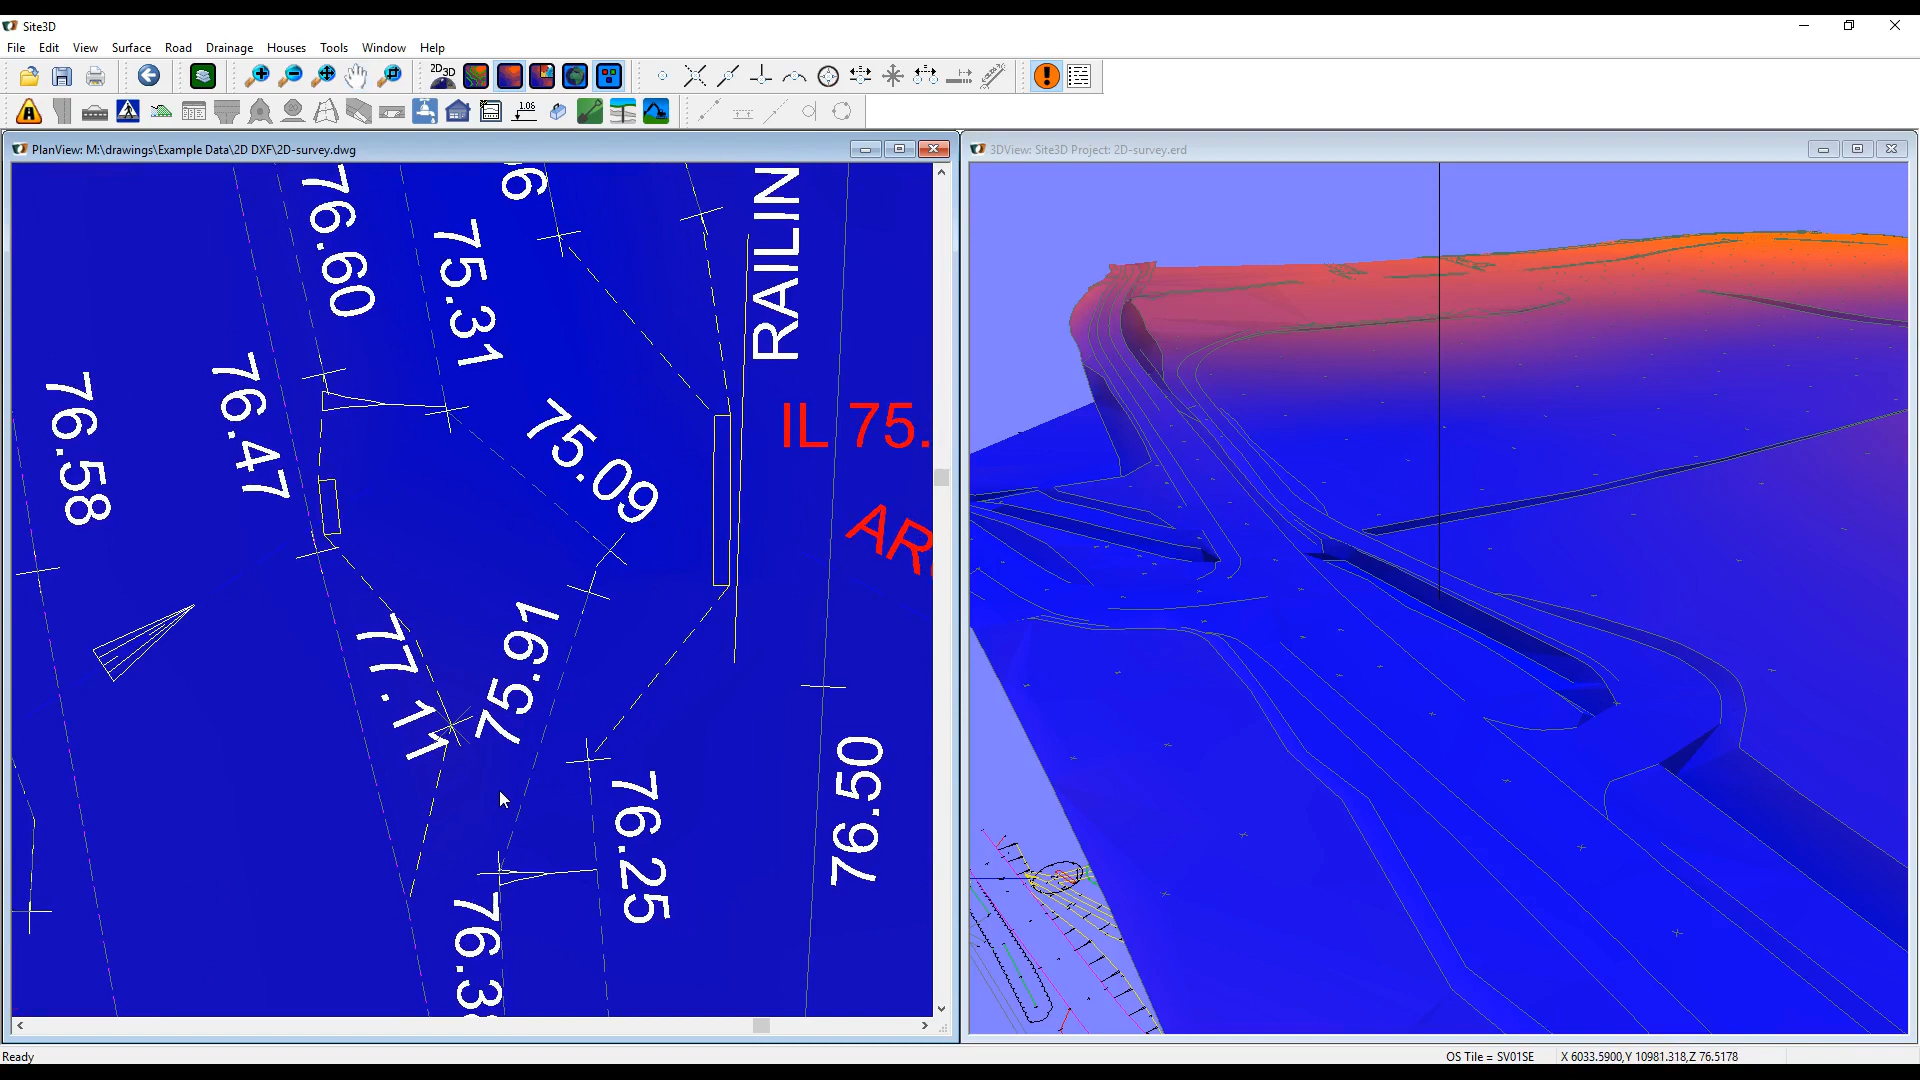 Site3D
File Edit View Surface Road Drainage Houses Tools Window Help
2D3D
1.05
PlanView: M:\drawings\Example Data\2D DXF\2D-survey.dwg
3DView: Site3D Project: 2D-survey.erd
76.60
75.31
6
RAILIN
76.58
76.47
75.09
IL 75.
AR
77.11
75.91
76.25
76.50
76.3
Ready
OS Tile = SV01SE
X 6033.5900,Y 10981.318,Z 76.5178